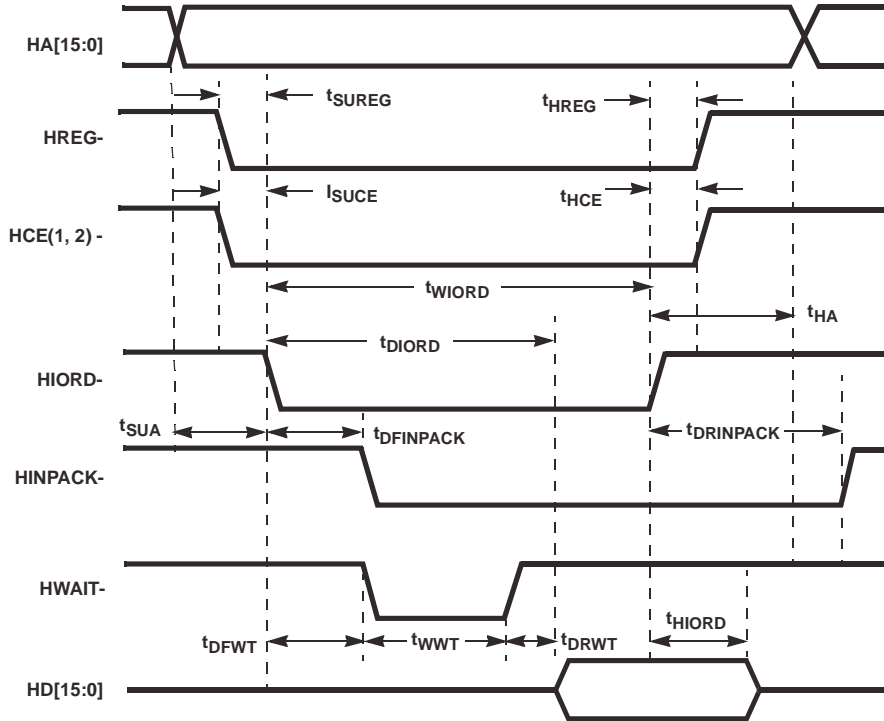 HA[15:0]
tSUREG
tHREG
HREG-
ISUCE
tHCE
HCE(1, 2) -
tWIORD
tHA
tDIORD
HIORD-
tSUA
tDFINPACK
tDRINPACK
HINPACK-
HWAIT-
tHIORD
tDFWT
tWWT
tDRWT
HD[15:0]